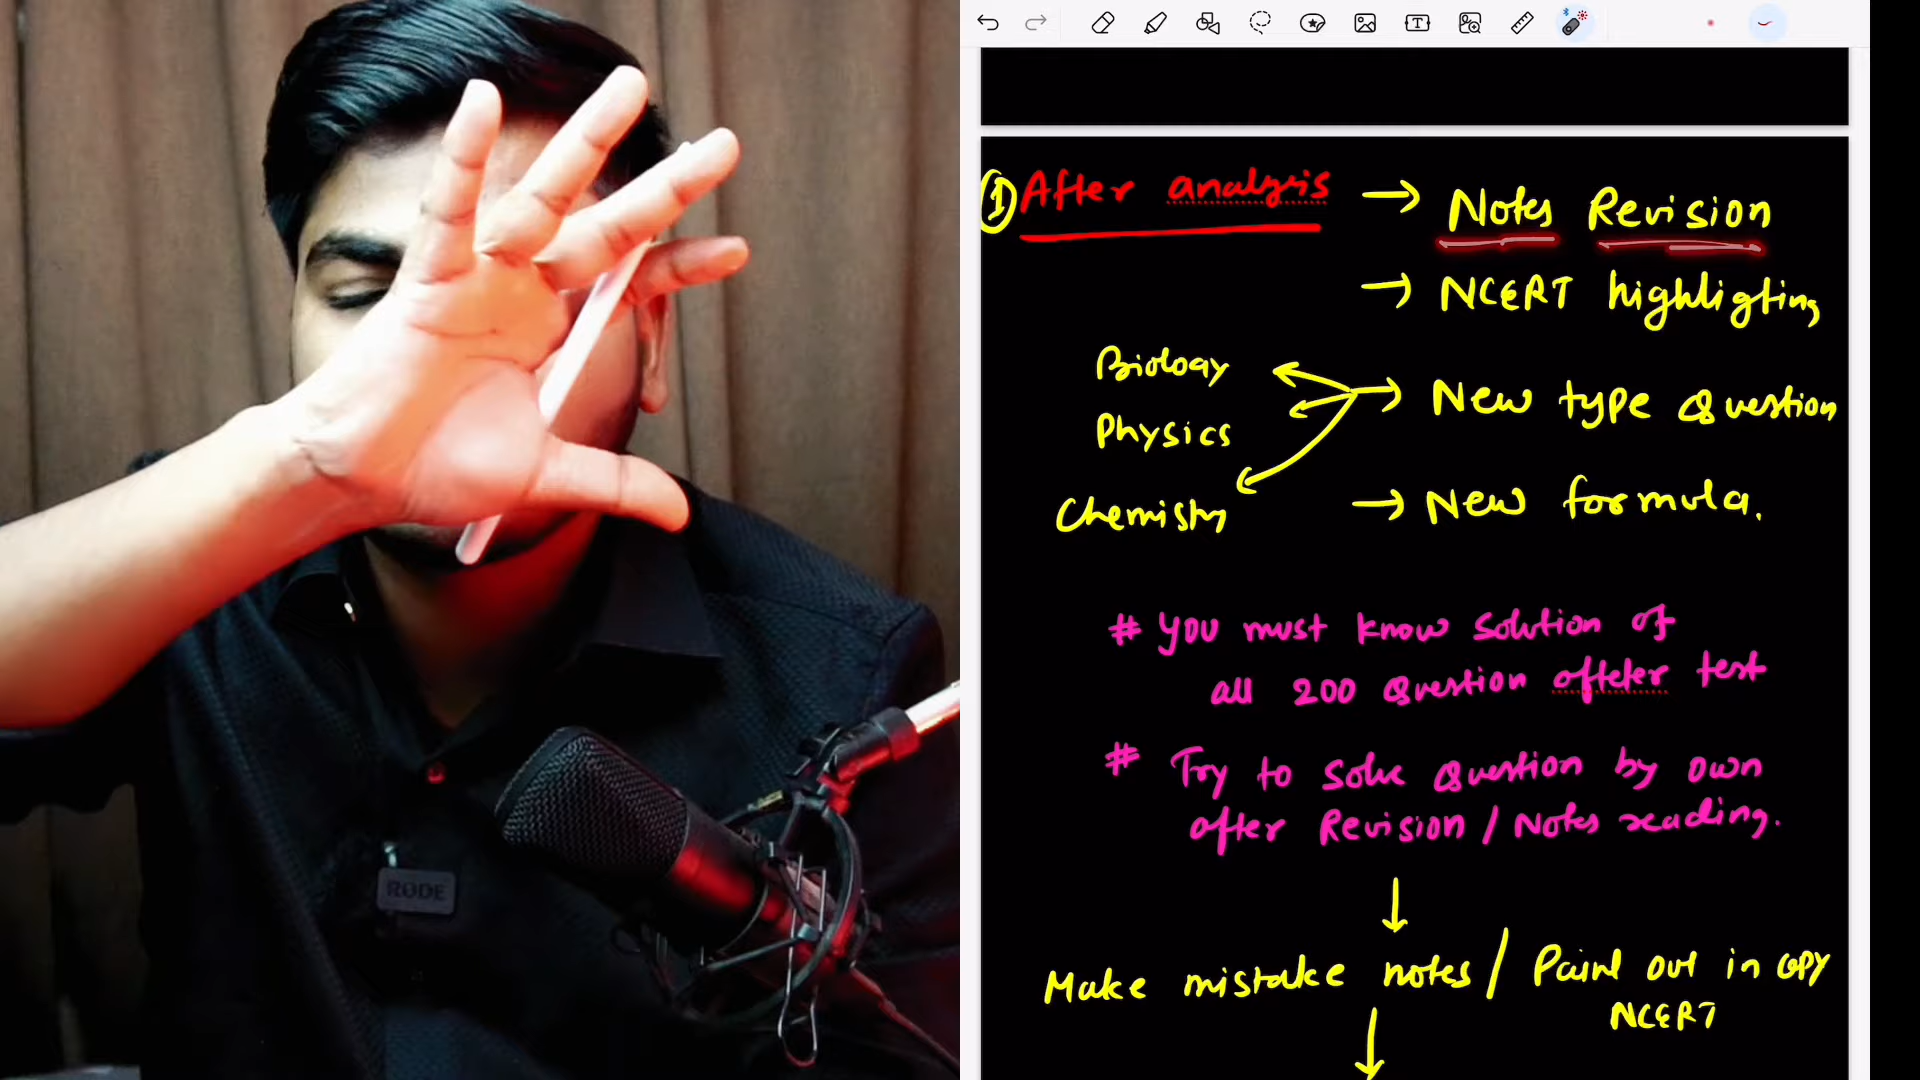 ① After analysis → Notes Revision
→ NCERT highligting
Biology
→ New type Question
Physics
Chemistry
→ New formula.
# You must know Solution of
all 200 Question ofteter test
# Try to Solve Question by own
after Revision / Notes reading.
↓
Make mistake notes / Paint out in copy
NCERT
↓
RODE